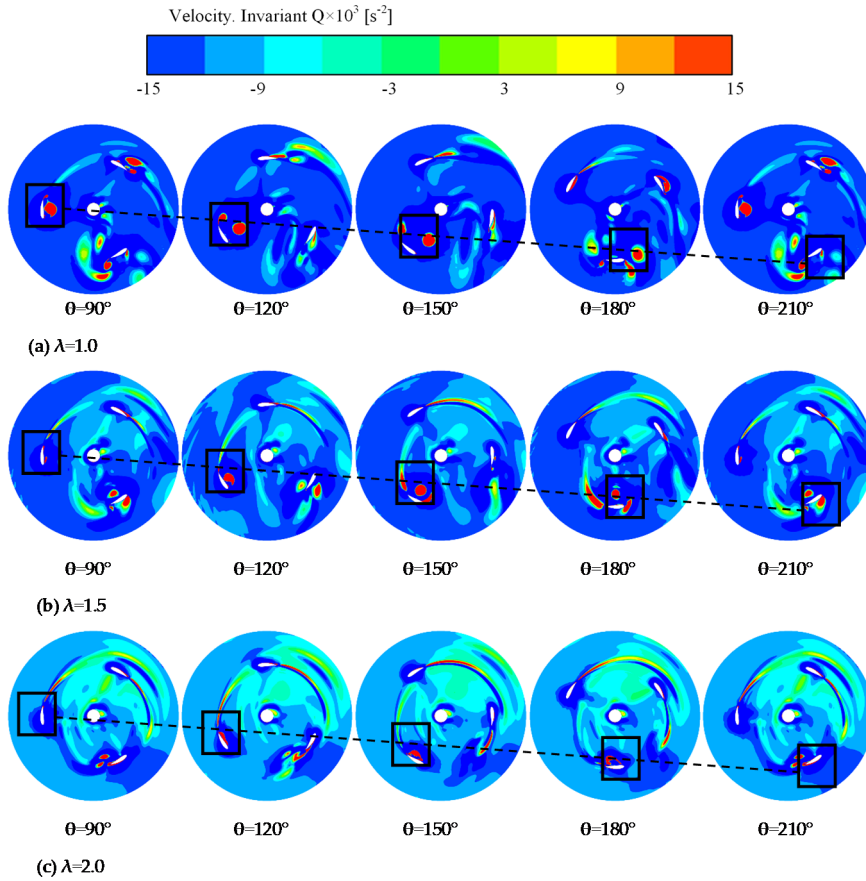 Velocity. Invariant Q×10³ [s⁻²]
-15 -9 -3 3 9 15
θ=90° θ=120° θ=150° θ=180° θ=210°
(a) λ=1.0
θ=90° θ=120° θ=150° θ=180° θ=210°
(b) λ=1.5
θ=90° θ=120° θ=150° θ=180° θ=210°
(c) λ=2.0